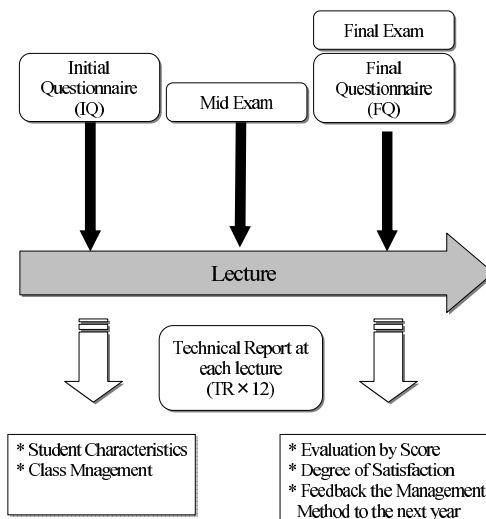 Final Exam
Initial
Questionnaire
(IQ)
Mid Exam
Final
Questionnaire
(FQ)
Lecture
Technical Report at
each lecture
(TR×12)
* Student Characteristics
* Class Mnagement
* Evaluation by Score
* Degree of Satisfaction
* Feedback the Management
Method to the next year